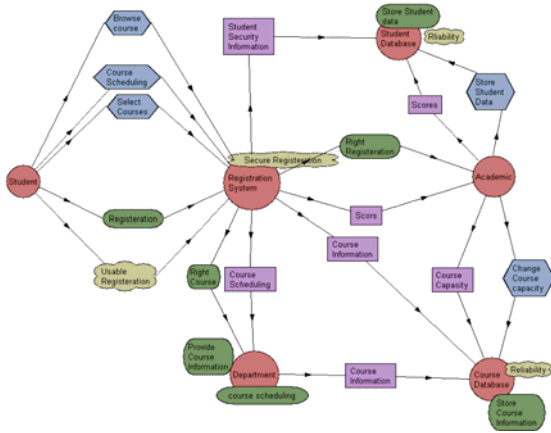 Browse
course
Course
Scheduling
Select
Courses
Student
Registeration
Usable
Registeration
Student
Security
Information
Store Student
data
Student
Database
Rliability
Scores
Store
Student
Data
Secure Registeration
Registration
System
Right
Registeration
Academic
Scors
Course
Information
Right
Course
Course
Scheduling
Course
Capasity
Change
Course
capacity
Provide
Course
Information
Department
course scheduling
Course
Information
Course
Database
Reliability
Store
Course
Information